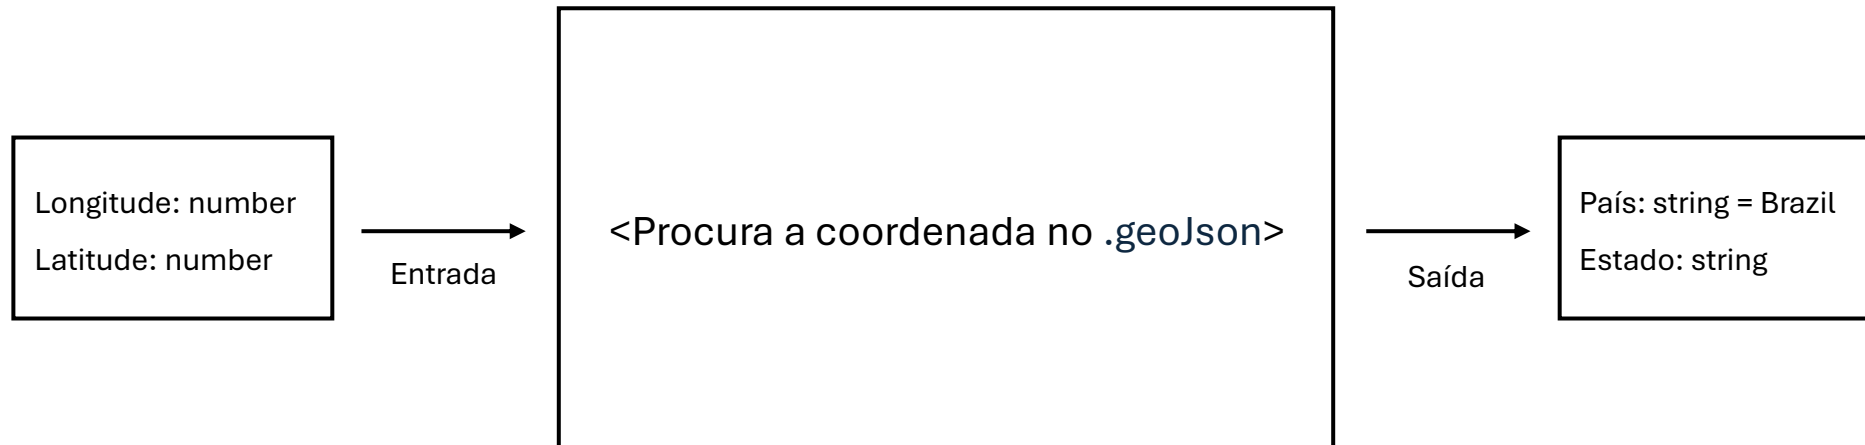 Longitude: number
Latitude: number
Entrada
<Procura a coordenada no .geoJson>
Saída
País: string = Brazil
Estado: string